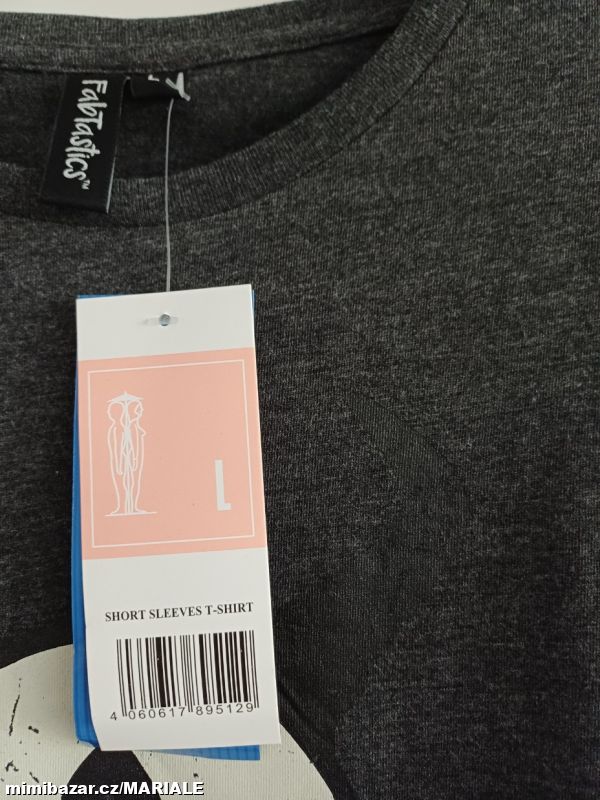 FabTastics™
L
L
SHORT SLEEVES T-SHIRT
4 060617 895129
mimibazar.cz/MARIALE